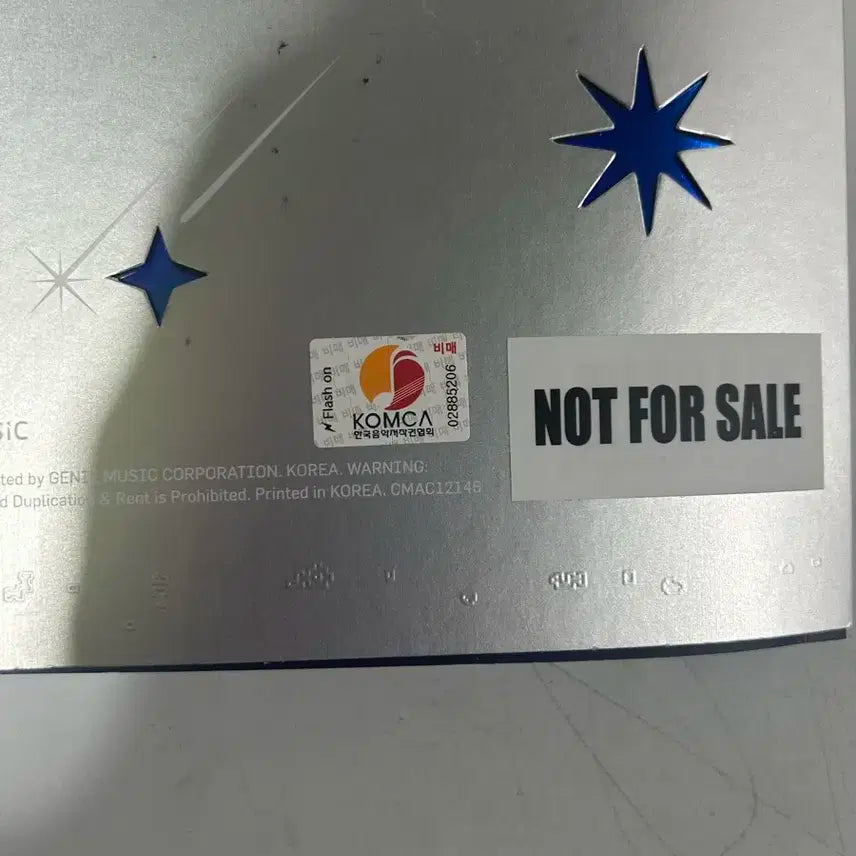 Flash on
비매
KOMCA
한국음악저작권협회
02885206
NOT FOR SALE
sic
ted by GENIE MUSIC CORPORATION. KOREA. WARNING:
d Duplication & Rent is Prohibited. Printed in KOREA. CMAC12146